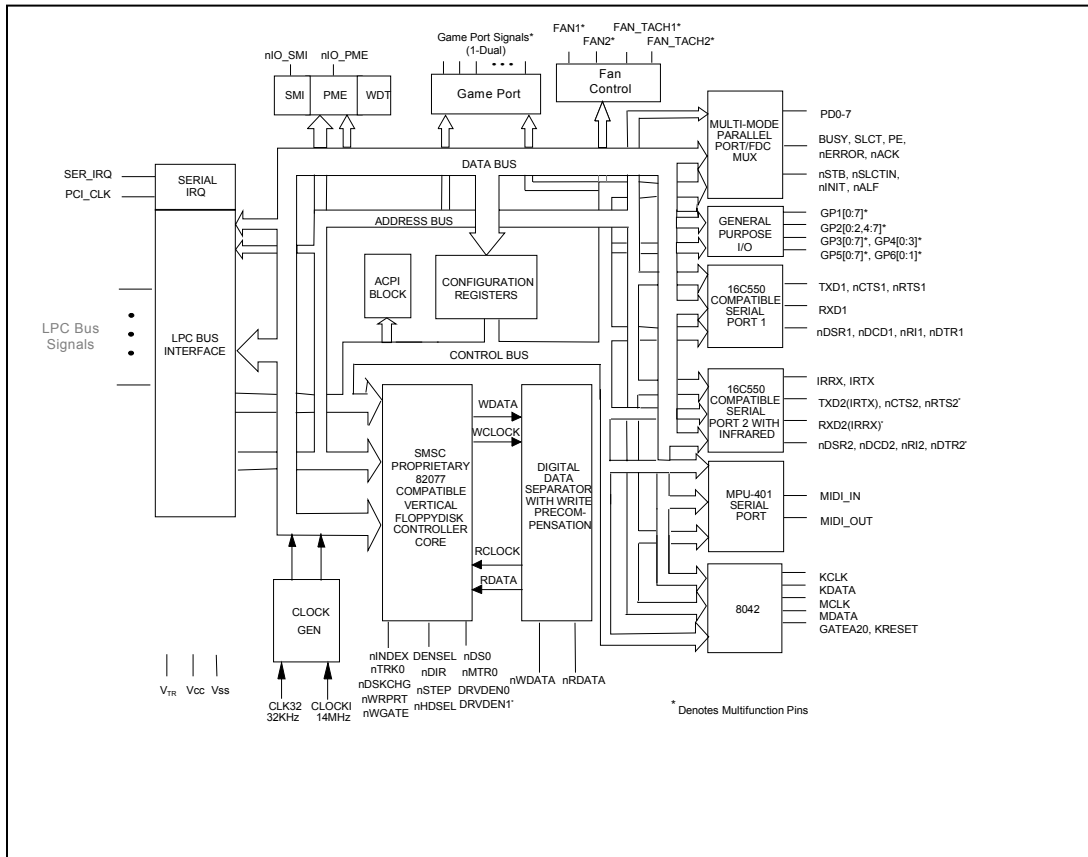 Game Port Signals*
(1-Dual)
FAN1*
FAN2*
FAN_TACH1*
FAN_TACH2*
nIO_SMI
nIO_PME
SMI
PME
WDT
Game Port
Fan
Control
MULTI-MODE
PARALLEL
PORT/FDC
MUX
PD0-7
BUSY, SLCT, PE,
nERROR, nACK
nSTB, nSLCTIN,
nINIT, nALF
DATA BUS
SER_IRQ
PCI_CLK
SERIAL
IRQ
ADDRESS BUS
GENERAL
PURPOSE
I/O
GP1[0:7]*
GP2[0:2,4:7]*
GP3[0:7]*, GP4[0:3]*
GP5[0:7]*, GP6[0:1]*
ACPI
BLOCK
CONFIGURATION
REGISTERS
16C550
COMPATIBLE
SERIAL
PORT 1
TXD1, nCTS1, nRTS1
RXD1
nDSR1, nDCD1, nRI1, nDTR1
LPC Bus
Signals
LPC BUS
INTERFACE
CONTROL BUS
16C550
COMPATIBLE
SERIAL
PORT 2 WITH
INFRARED
IRRX, IRTX
TXD2(IRTX), nCTS2, nRTS2*
RXD2(IRRX)*
nDSR2, nDCD2, nRI2, nDTR2*
WDATA
WCLOCK
SMSC
PROPRIETARY
82077
COMPATIBLE
VERTICAL
FLOPPYDISK
CONTROLLER
CORE
DIGITAL
DATA
SEPARATOR
WITH WRITE
PRECOM-
PENSATION
RCLOCK
RDATA
MPU-401
SERIAL
PORT
MIDI_IN
MIDI_OUT
8042
KCLK
KDATA
MCLK
MDATA
GATEA20, KRESET
CLOCK
GEN
VTR
Vcc
Vss
CLK32
32KHz
CLOCKI
14MHz
nINDEX
nTRK0
nDSKCHG
nWRPRT
nWGATE
DENSEL
nDIR
nSTEP
nHDSEL
nDS0
nMTR0
DRVDEN0
DRVDEN1*
nWDATA
nRDATA
* Denotes Multifunction Pins